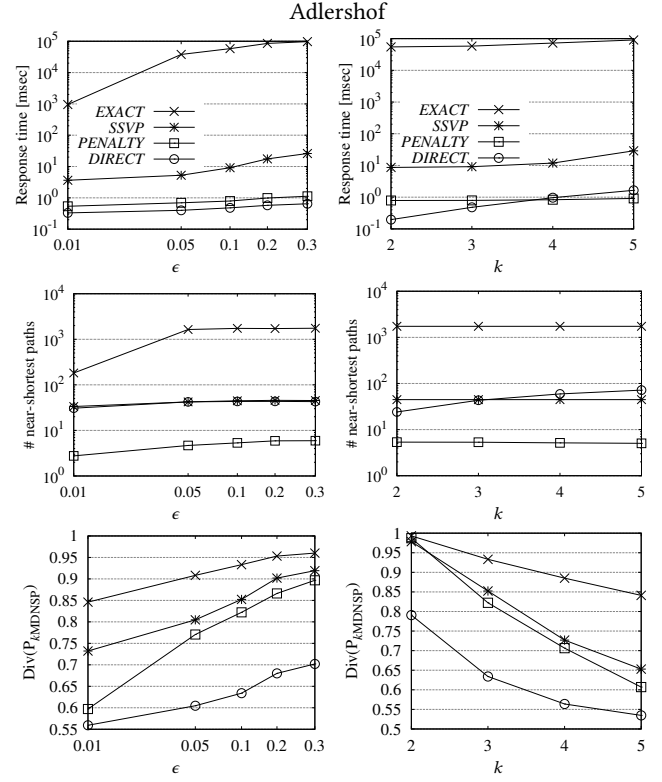 Adlershof
Response time [msec]
10^5
10^4
10^3
10^2
10^1
10^0
10^-1
EXACT
SSVP
PENALTY
DIRECT
0.01 0.05 0.1 0.2 0.3
ϵ
Response time [msec]
10^5
10^4
10^3
10^2
10^1
10^0
10^-1
EXACT
SSVP
PENALTY
DIRECT
2 3 4 5
k
# near-shortest paths
10^4
10^3
10^2
10^1
10^0
0.01 0.05 0.1 0.2 0.3
ϵ
# near-shortest paths
10^4
10^3
10^2
10^1
10^0
2 3 4 5
k
Div(P_kMDNSP)
1
0.95
0.9
0.85
0.8
0.75
0.7
0.65
0.6
0.55
0.01 0.05 0.1 0.2 0.3
ϵ
Div(P_kMDNSP)
1
0.95
0.9
0.85
0.8
0.75
0.7
0.65
0.6
0.55
0.5
2 3 4 5
k